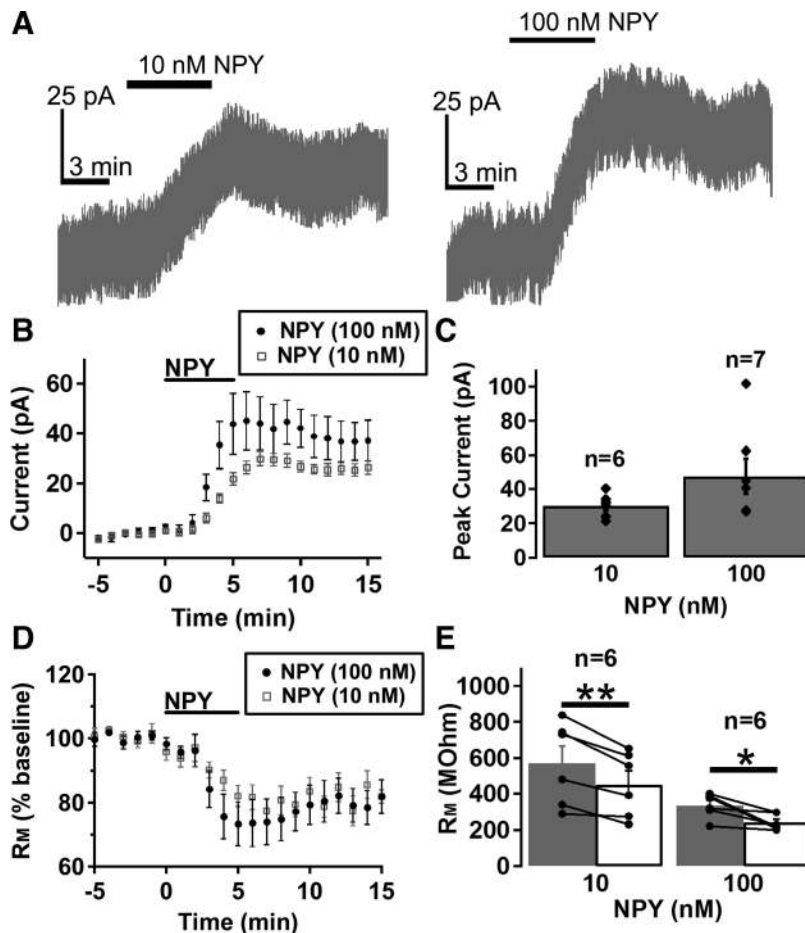 A
10 nM NPY
25 pA
3 min
100 nM NPY
25 pA
3 min
B
NPY (100 nM)
NPY (10 nM)
NPY
Current (pA)
60
40
20
0
-5 0 5 10 15
Time (min)
C
n=7
n=6
Peak Current (pA)
100
80
60
40
20
0
10 100
NPY (nM)
D
NPY (100 nM)
NPY (10 nM)
NPY
RM (% baseline)
120
100
80
60
-5 0 5 10 15
Time (min)
E
n=6
**
n=6
*
RM (MOhm)
1000
800
600
400
200
0
10 100
NPY (nM)